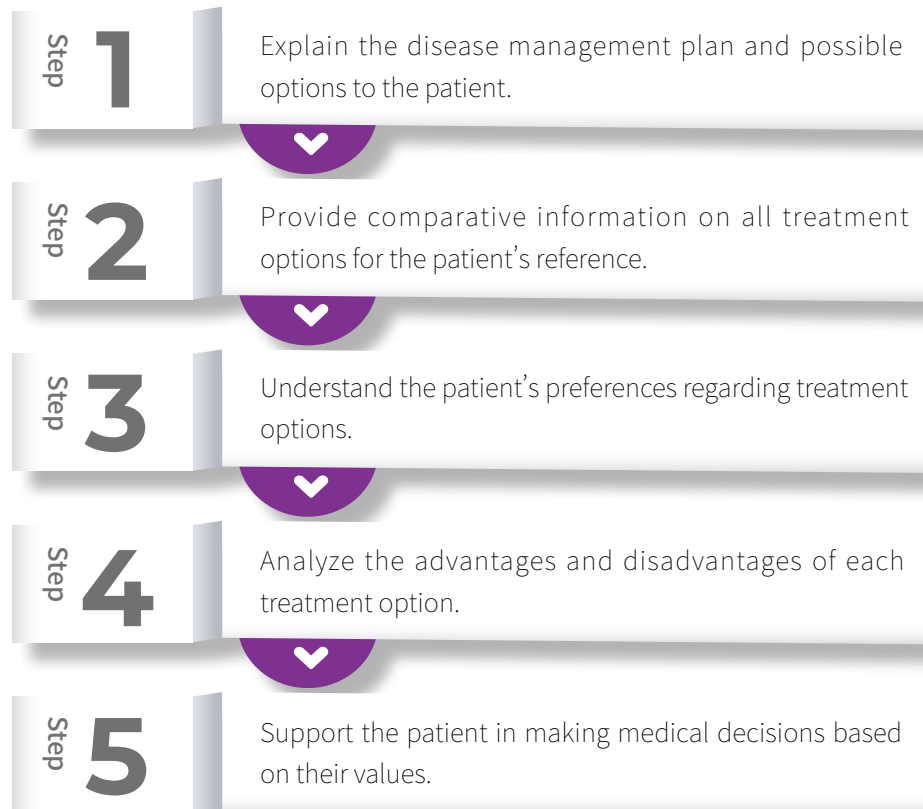 Step 1
Explain the disease management plan and possible
options to the patient.
Step 2
Provide comparative information on all treatment
options for the patient’s reference.
Step 3
Understand the patient’s preferences regarding treatment
options.
Step 4
Analyze the advantages and disadvantages of each
treatment option.
Step 5
Support the patient in making medical decisions based
on their values.